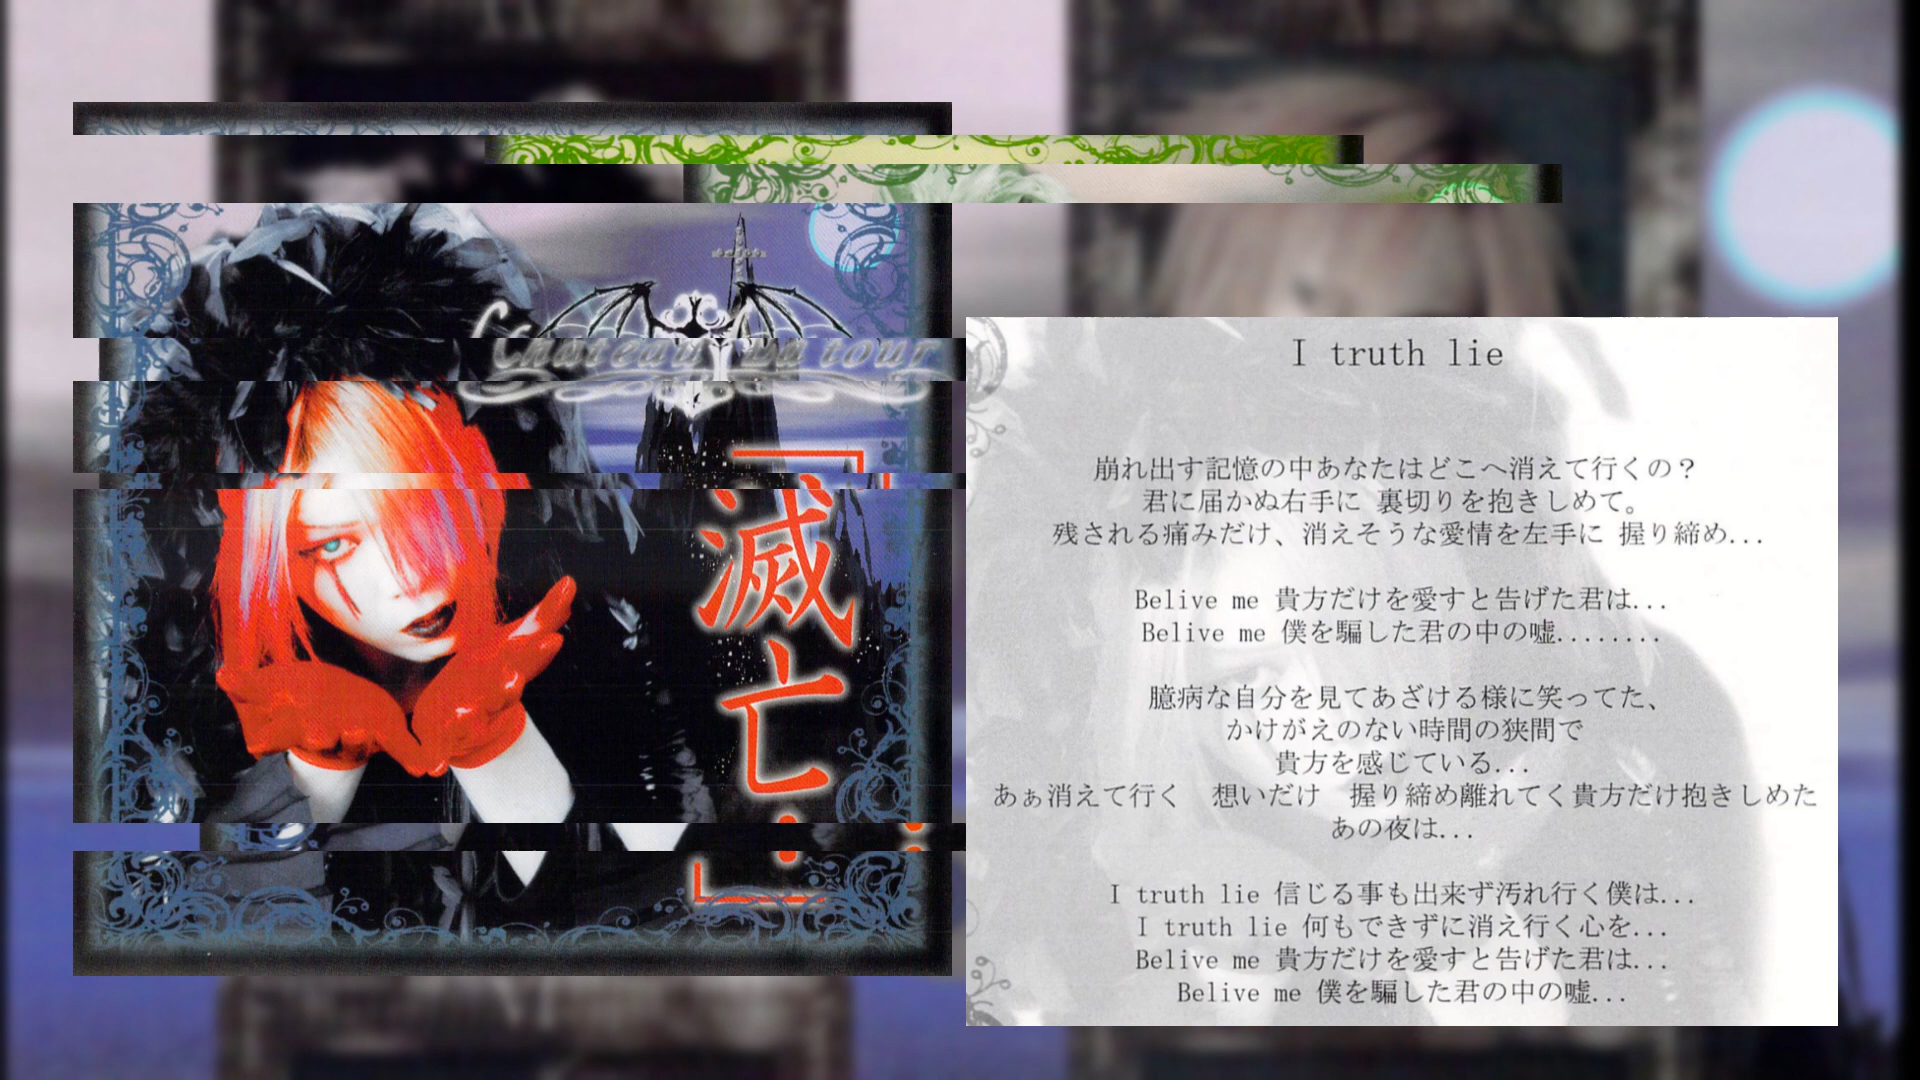 Chateau la tour
「滅亡・・」
I truth lie
崩れ出す記憶の中あなたはどこへ消えて行くの？
君に届かぬ右手に 裏切りを抱きしめて。
残される痛みだけ、消えそうな愛情を左手に 握り締め...
Belive me 貴方だけを愛すと告げた君は...
Belive me 僕を騙した君の中の嘘........
臆病な自分を見てあざける様に笑ってた、
かけがえのない時間の狭間で
貴方を感じている...
あぁ消えて行く 想いだけ 握り締め離れてく貴方だけ抱きしめた
あの夜は...
I truth lie 信じる事も出来ず汚れ行く僕は...
I truth lie 何もできずに消え行く心を...
Belive me 貴方だけを愛すと告げた君は...
Belive me 僕を騙した君の中の嘘...